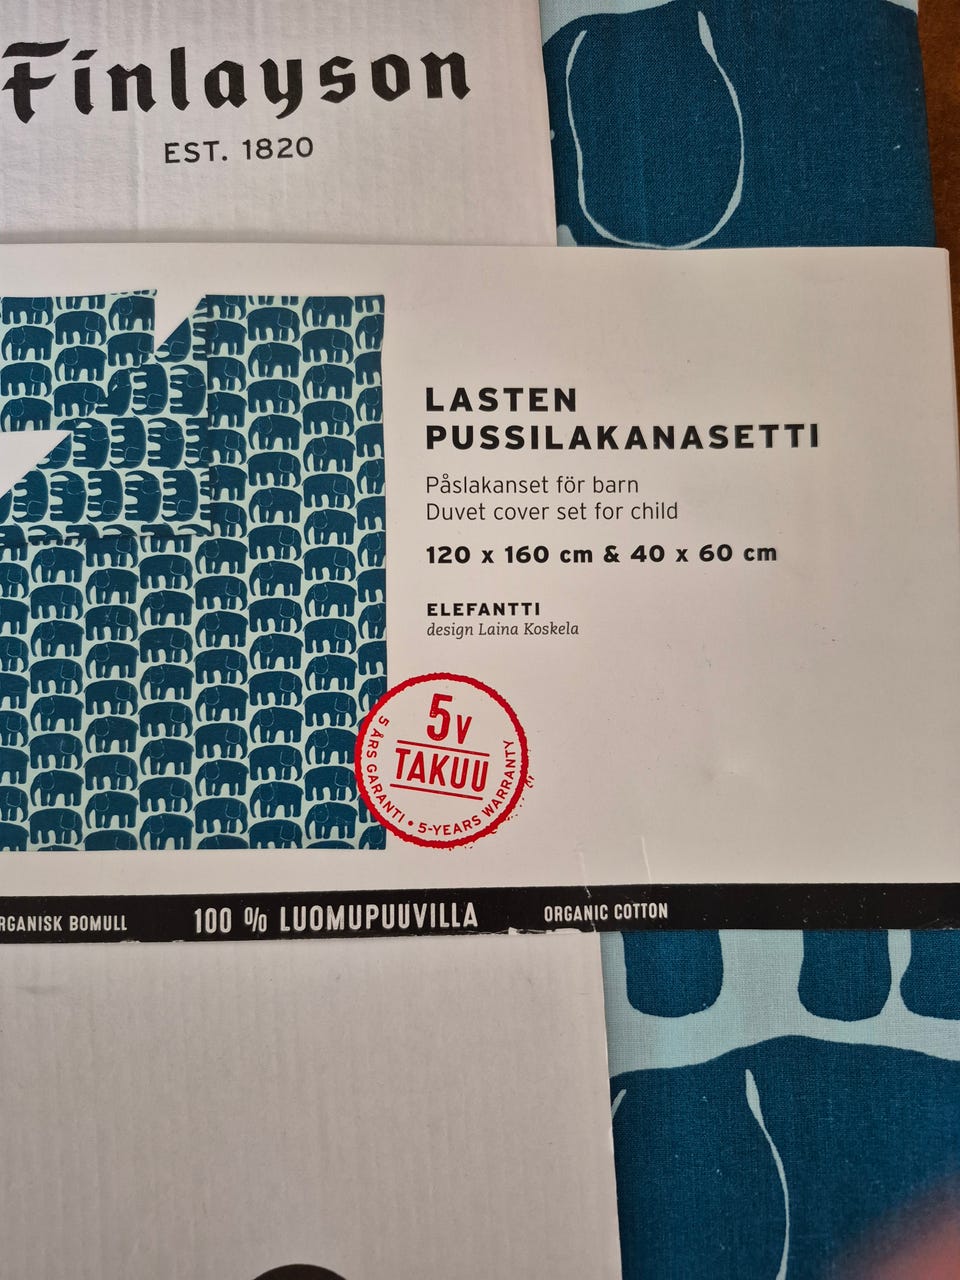 Finlayson
EST. 1820
LASTEN
PUSSILAKANASETTI
Påslakanset för barn
Duvet cover set for child
120 x 160 cm & 40 x 60 cm
ELEFANTTI
design Laina Koskela
5V
TAKUU
5 ÅRS GARANTI • 5-YEARS WARRANTY
RGANISK BOMULL 100 % LUOMUPUUVILLA ORGANIC COTTON